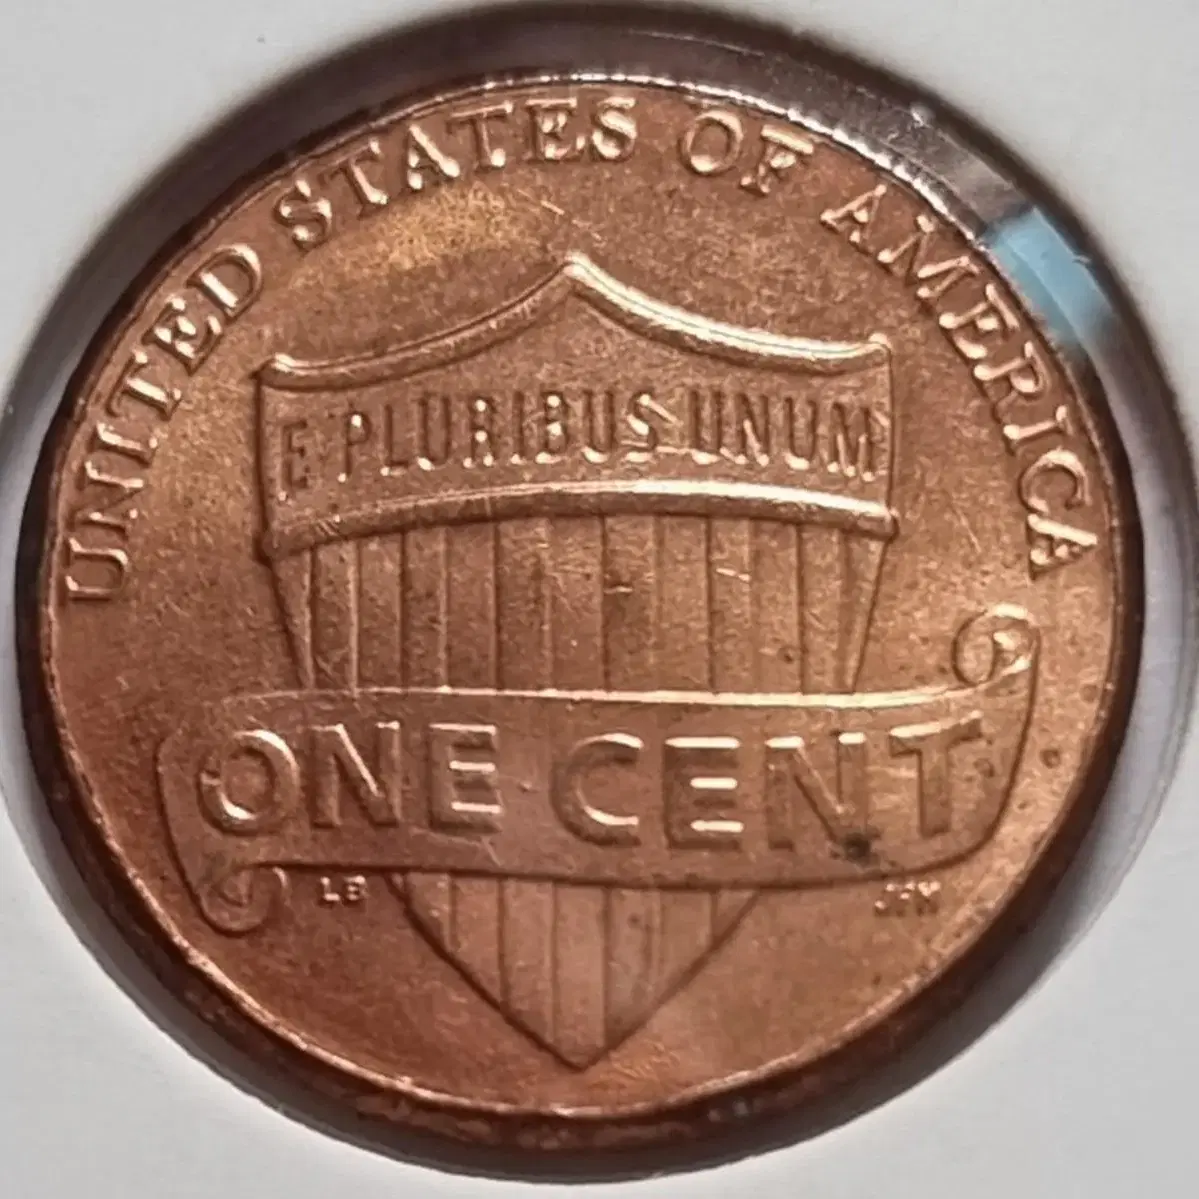 UNITED STATES OF AMERICA
E PLURIBUS UNUM
ONE CENT
LB
JFM